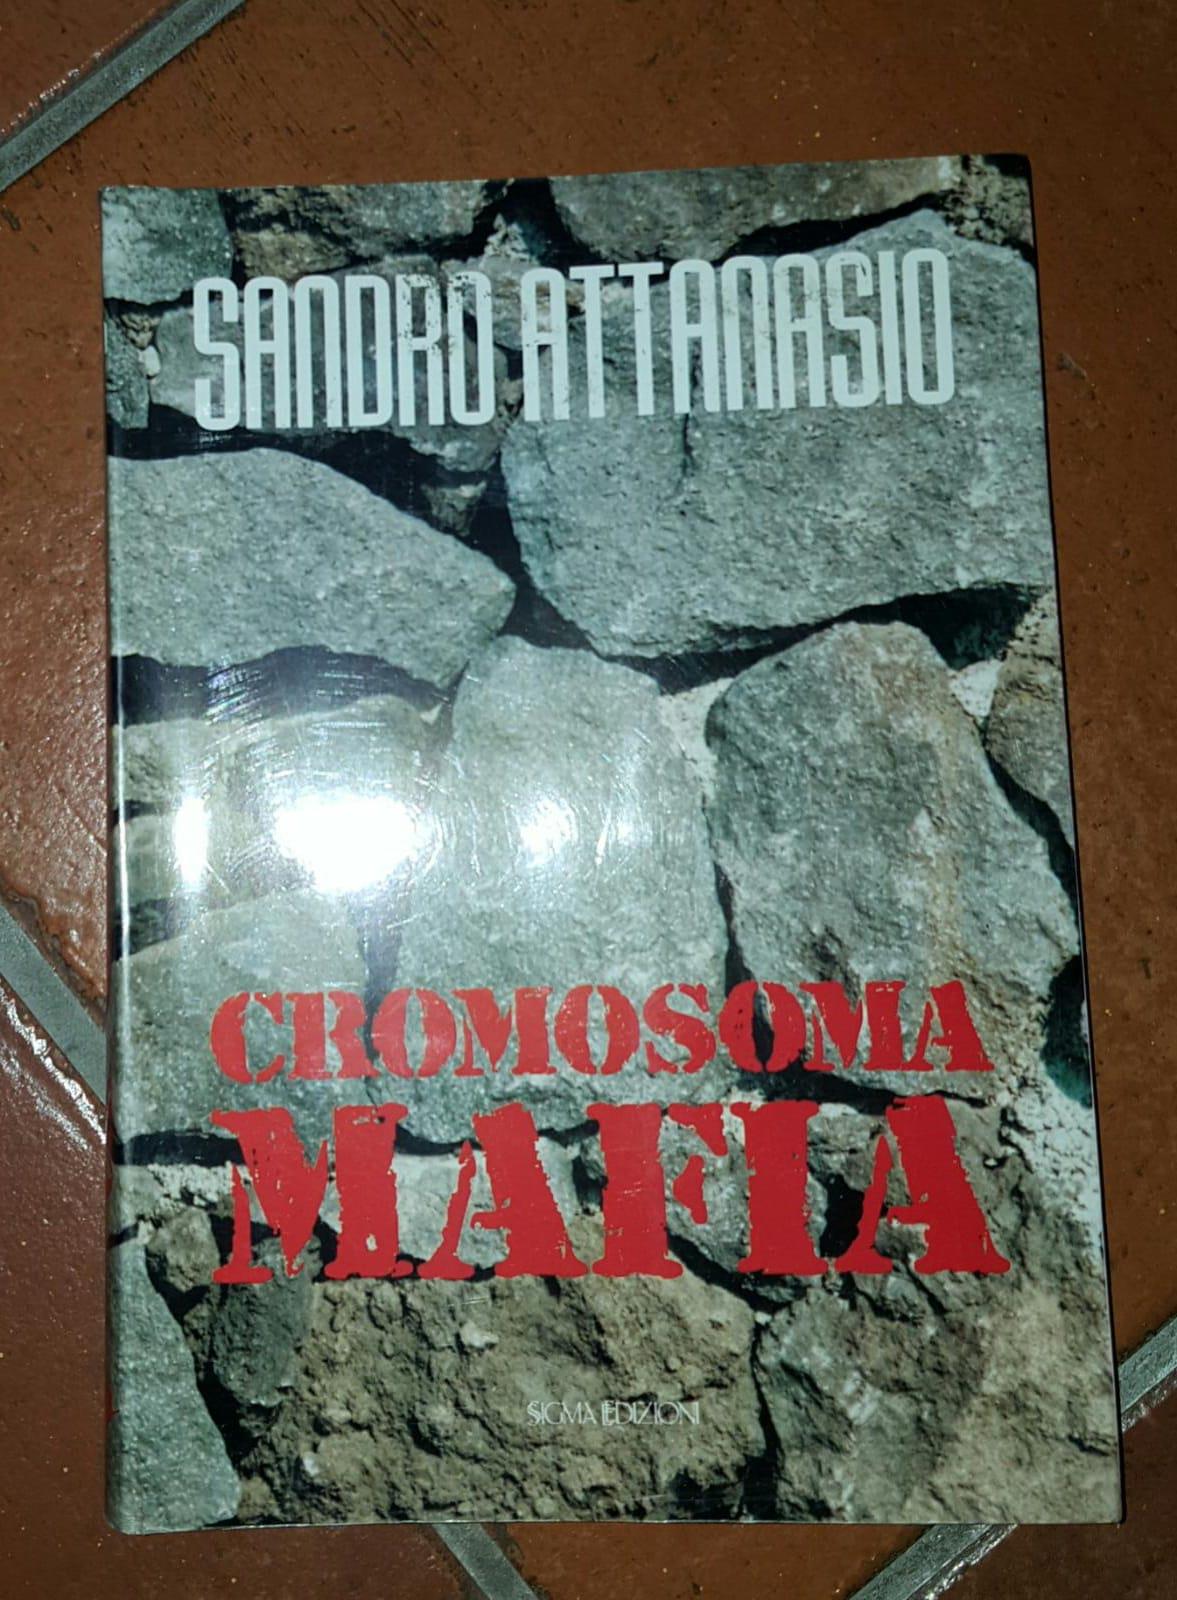 SANDRO ATTANASIO
CROMOSOMA
MAFIA
SIGMA EDIZIONI